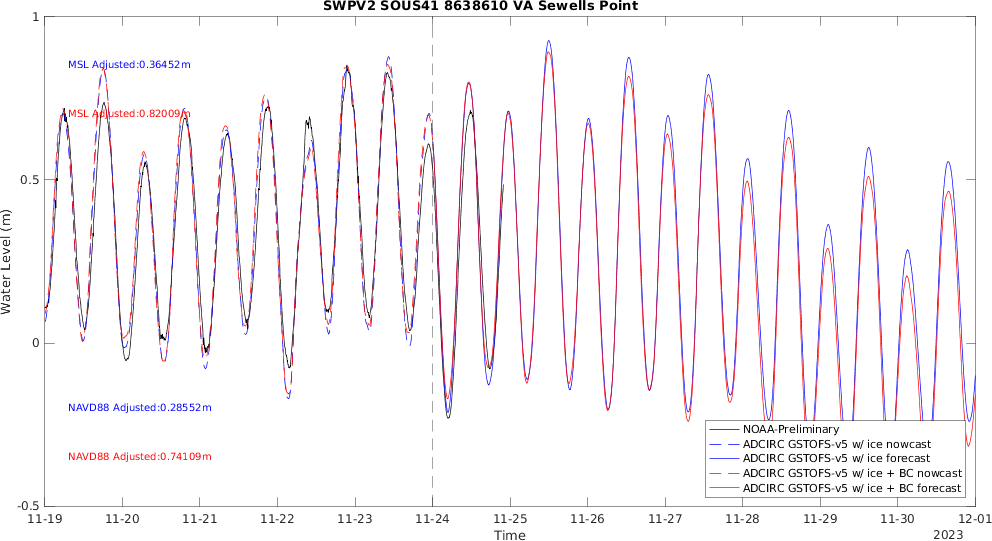 SWPV2 SOUS41 8638610 VA Sewells Point
1
0.5
0
-0.5
Water Level (m)
MSL Adjusted:0.36452m
MSL Adjusted:0.82009m
NAVD88 Adjusted:0.28552m
NAVD88 Adjusted:0.74109m
NOAA-Preliminary
ADCIRC GSTOFS-v5 w/ ice nowcast
ADCIRC GSTOFS-v5 w/ ice forecast
ADCIRC GSTOFS-v5 w/ ice + BC nowcast
ADCIRC GSTOFS-v5 w/ ice + BC forecast
11-19 11-20 11-21 11-22 11-23 11-24 11-25 11-26 11-27 11-28 11-29 11-30 12-01
Time
2023